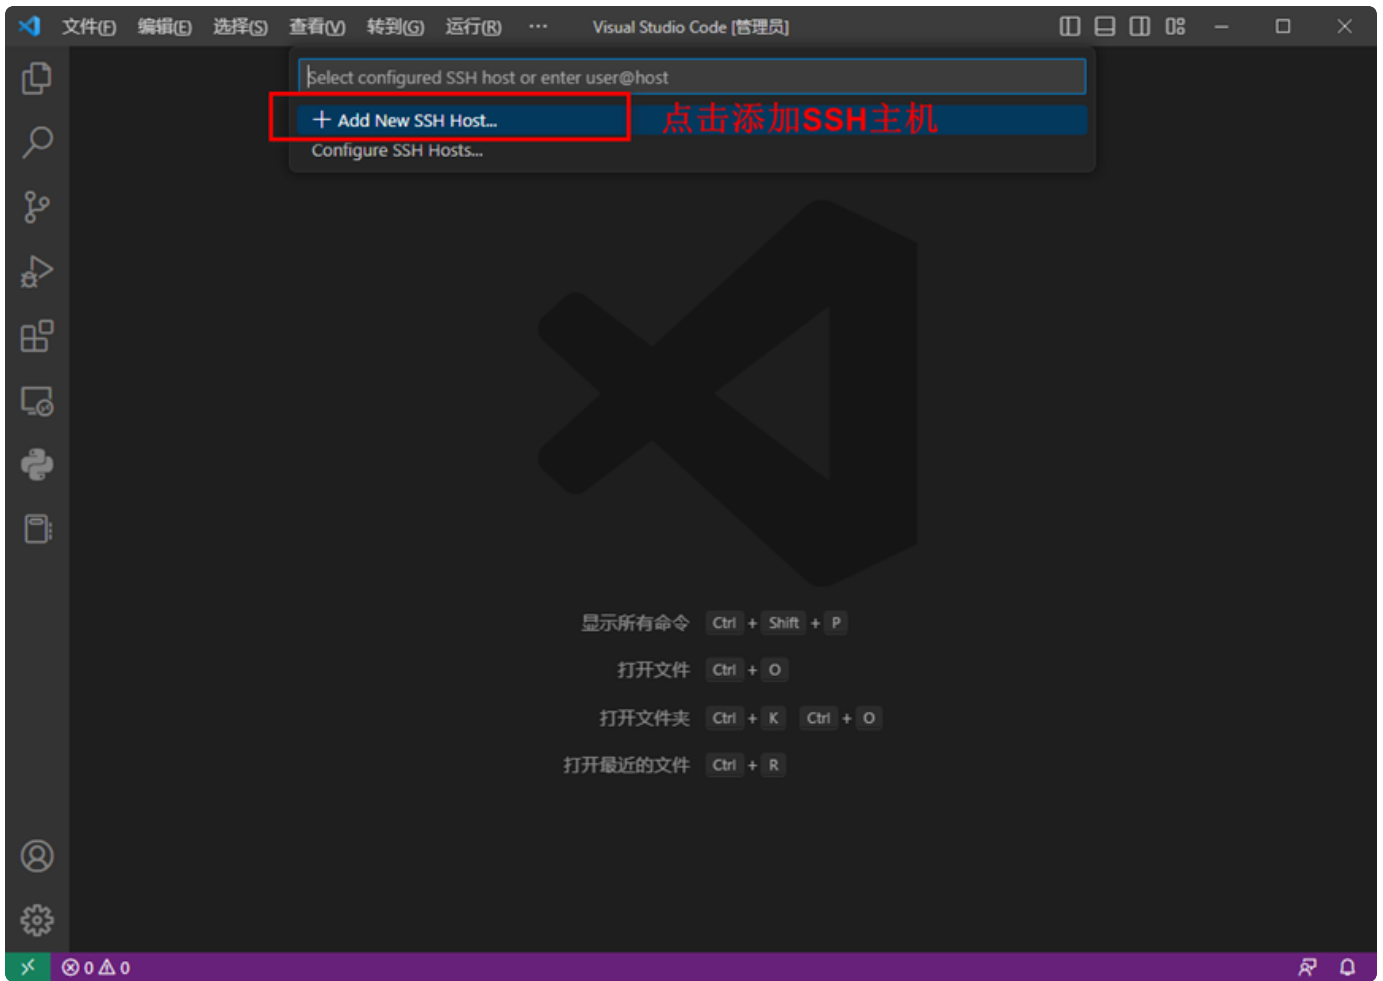 文件(F) 编辑(E) 选择(S) 查看(V) 转到(G) 运行(R) ··· Visual Studio Code [管理员]
Select configured SSH host or enter user@host
+ Add New SSH Host... 点击添加SSH主机
Configure SSH Hosts...
显示所有命令 Ctrl + Shift + P
打开文件 Ctrl + O
打开文件夹 Ctrl + K Ctrl + O
打开最近的文件 Ctrl + R
0 0